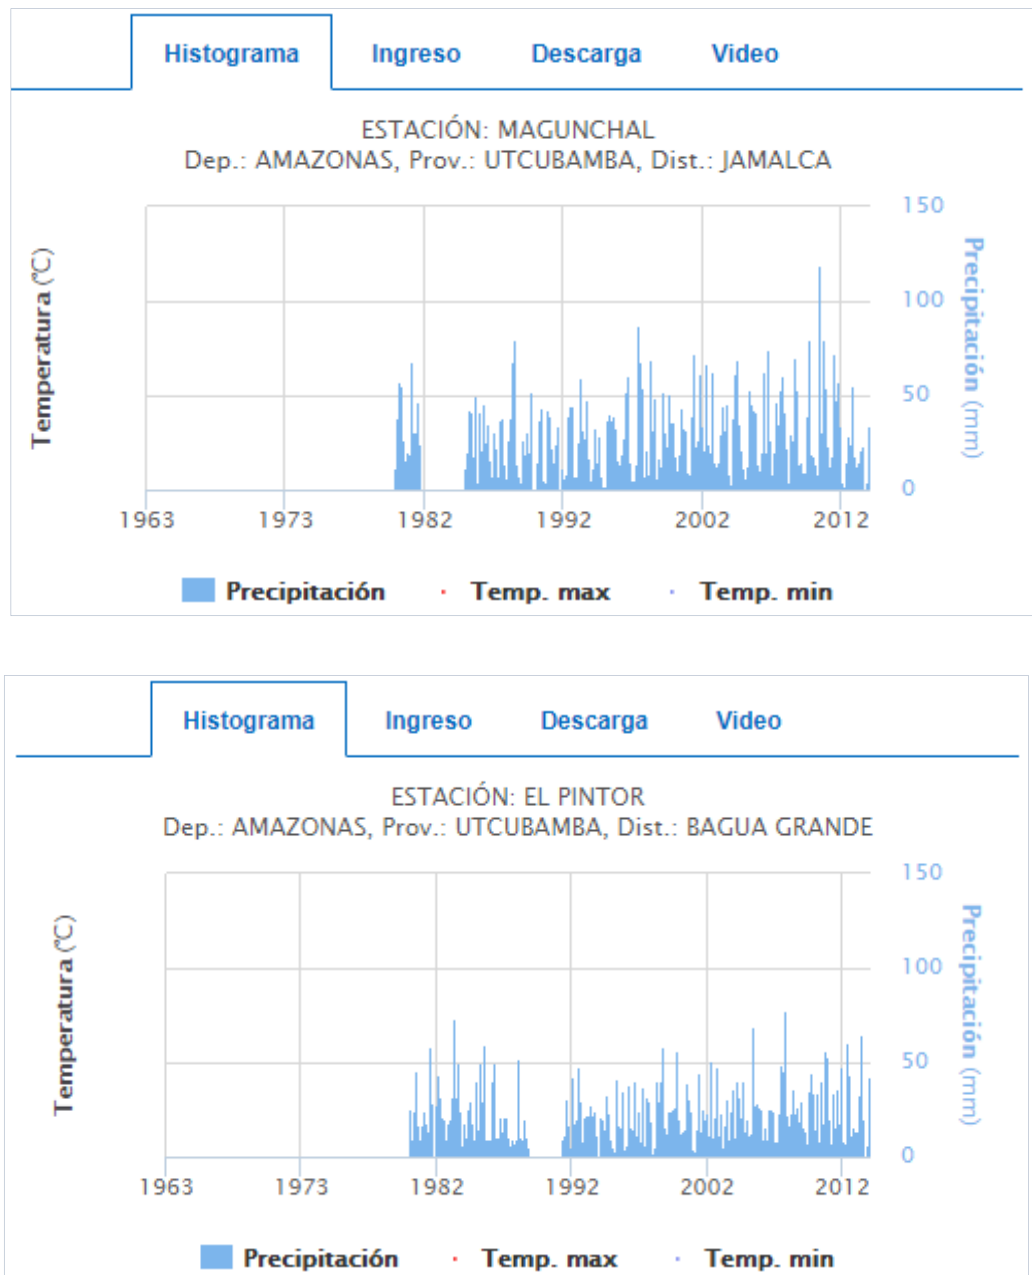 Histograma Ingreso Descarga Video
ESTACIÓN: MAGUNCHAL
Dep.: AMAZONAS, Prov.: UTCUBAMBA, Dist.: JAMALCA
Temperatura (°C)
150
100
50
0
Precipitación (mm)
1963 1973 1982 1992 2002 2012
Precipitación Temp. max Temp. min
Histograma Ingreso Descarga Video
ESTACIÓN: EL PINTOR
Dep.: AMAZONAS, Prov.: UTCUBAMBA, Dist.: BAGUA GRANDE
Temperatura (°C)
150
100
50
0
Precipitación (mm)
1963 1973 1982 1992 2002 2012
Precipitación Temp. max Temp. min